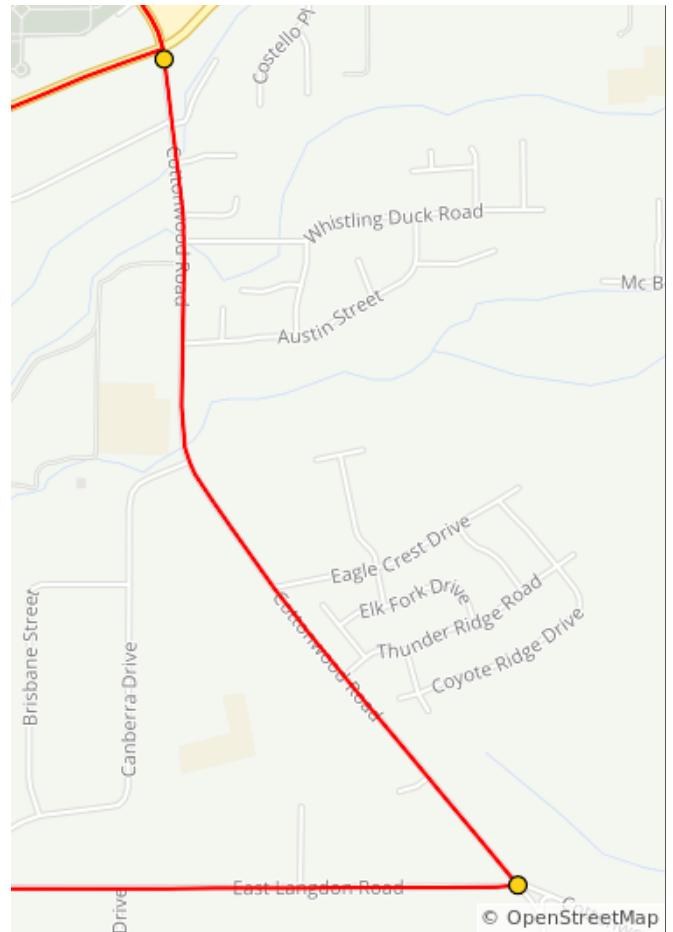 Costello Pl
Cottonwood Road
Whistling Duck Road
Mc B
Austin Street
Eagle Crest Drive
Elk Fork Drive
Thunder Ridge Road
Coyote Ridge Drive
Brisbane Street
Cottonwood Road
Canberra Drive
East Langdon Road
Drive
Cottonw
© OpenStreetMap